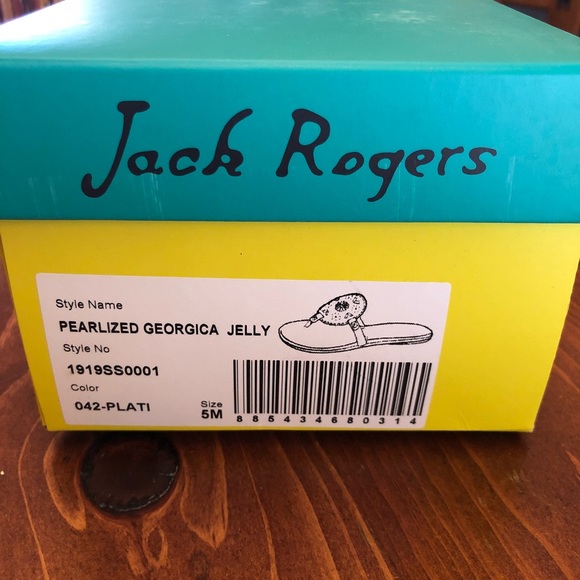 Jack Rogers
Style Name
PEARLIZED GEORGICA JELLY
Style No
1919SS0001
Color
042-PLATI
Size
5M
885434680314